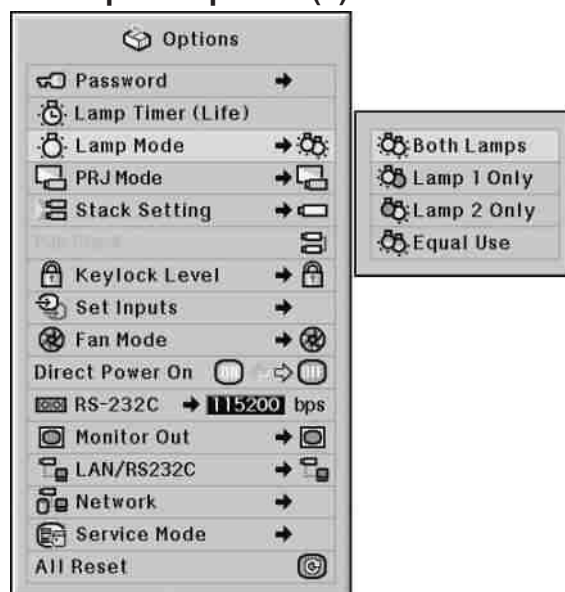 Options
Password
Lamp Timer (Life)
Lamp Mode
PRJ Mode
Stack Setting
Keylock Level
Set Inputs
Fan Mode
Direct Power On
RS-232C 115200 bps
Monitor Out
LAN/RS232C
Network
Service Mode
All Reset
Both Lamps
Lamp 1 Only
Lamp 2 Only
Equal Use